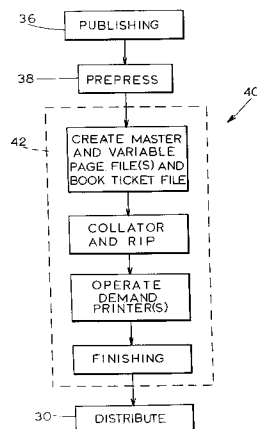 36
PUBLISHING
38
PREPRESS
40
42
CREATE MASTER
AND VARIABLE
PAGE FILE(S) AND
BOOK TICKET FILE
COLLATOR
AND RIP
OPERATE
DEMAND
PRINTER(S)
FINISHING
30
DISTRIBUTE